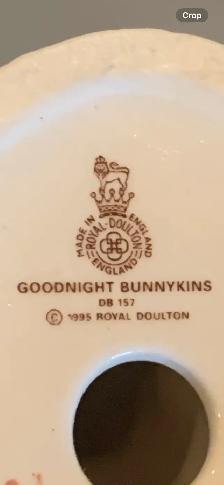 Crop
MADE IN ENGLAND
ROYAL·DOULTON
ENGLAND
GOODNIGHT BUNNYKINS
DB 157
© 1995 ROYAL DOULTON